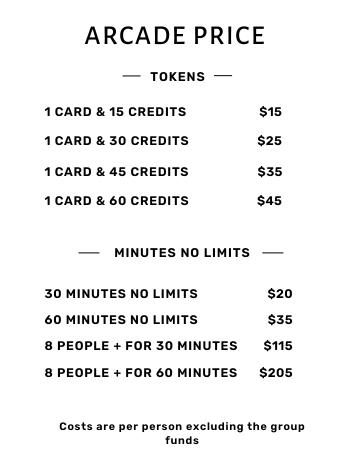 ARCADE PRICE
TOKENS
1 CARD & 15 CREDITS $15
1 CARD & 30 CREDITS $25
1 CARD & 45 CREDITS $35
1 CARD & 60 CREDITS $45
MINUTES NO LIMITS
30 MINUTES NO LIMITS $20
60 MINUTES NO LIMITS $35
8 PEOPLE + FOR 30 MINUTES $115
8 PEOPLE + FOR 60 MINUTES $205
Costs are per person excluding the group
funds